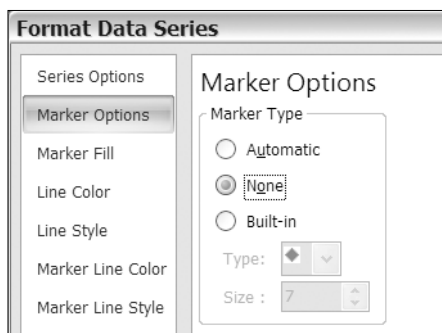 Format Data Series
Series Options
Marker Options
Marker Fill
Line Color
Line Style
Marker Line Color
Marker Line Style
Marker Options
Marker Type
Automatic
None
Built-in
Type:
Size : 7